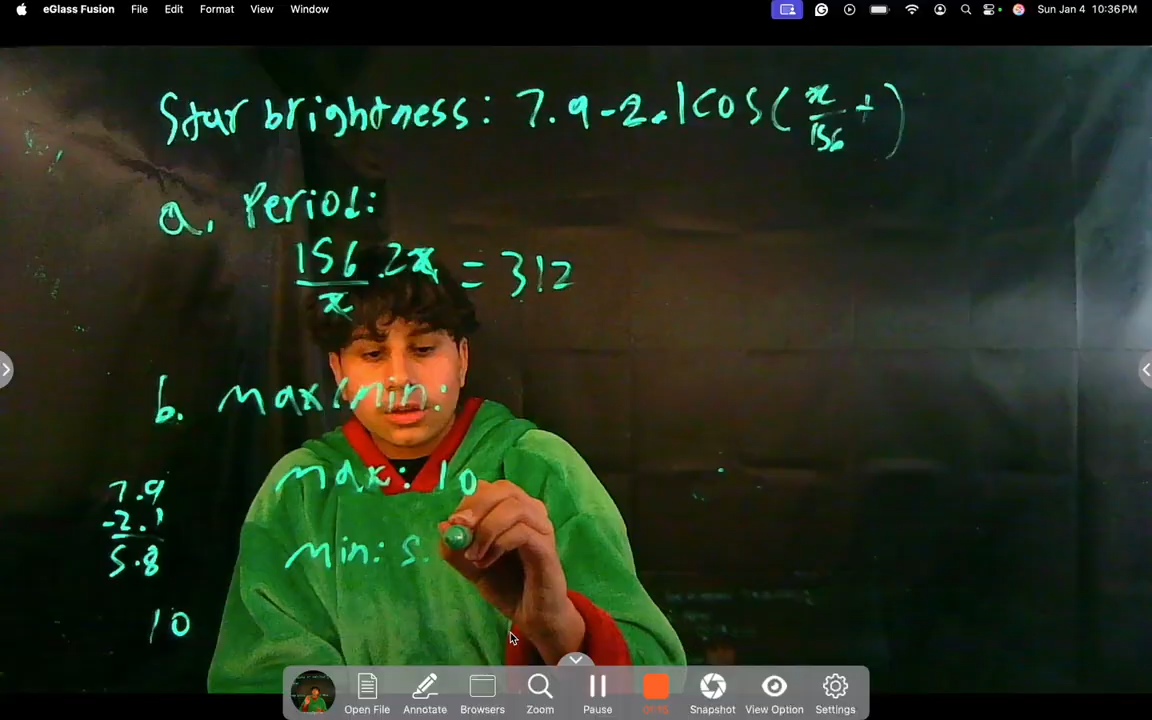 eGlass Fusion File Edit Format View Window Sun Jan 4 10:36 PM
Star brightness: 7.9-2.1cos(π/156 t)
a. Period:
156/π · 2π = 312
b. max/min:
max: 10
7.9
-2.1
5.8
min: 5.
10
Open File Annotate Browsers Zoom Pause 01:15 Snapshot View Option Settings